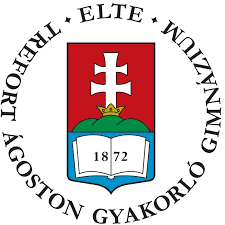 TREFORT ÁGOSTON GYAKORLÓ GIMNÁZIUM
· ELTE ·
1872